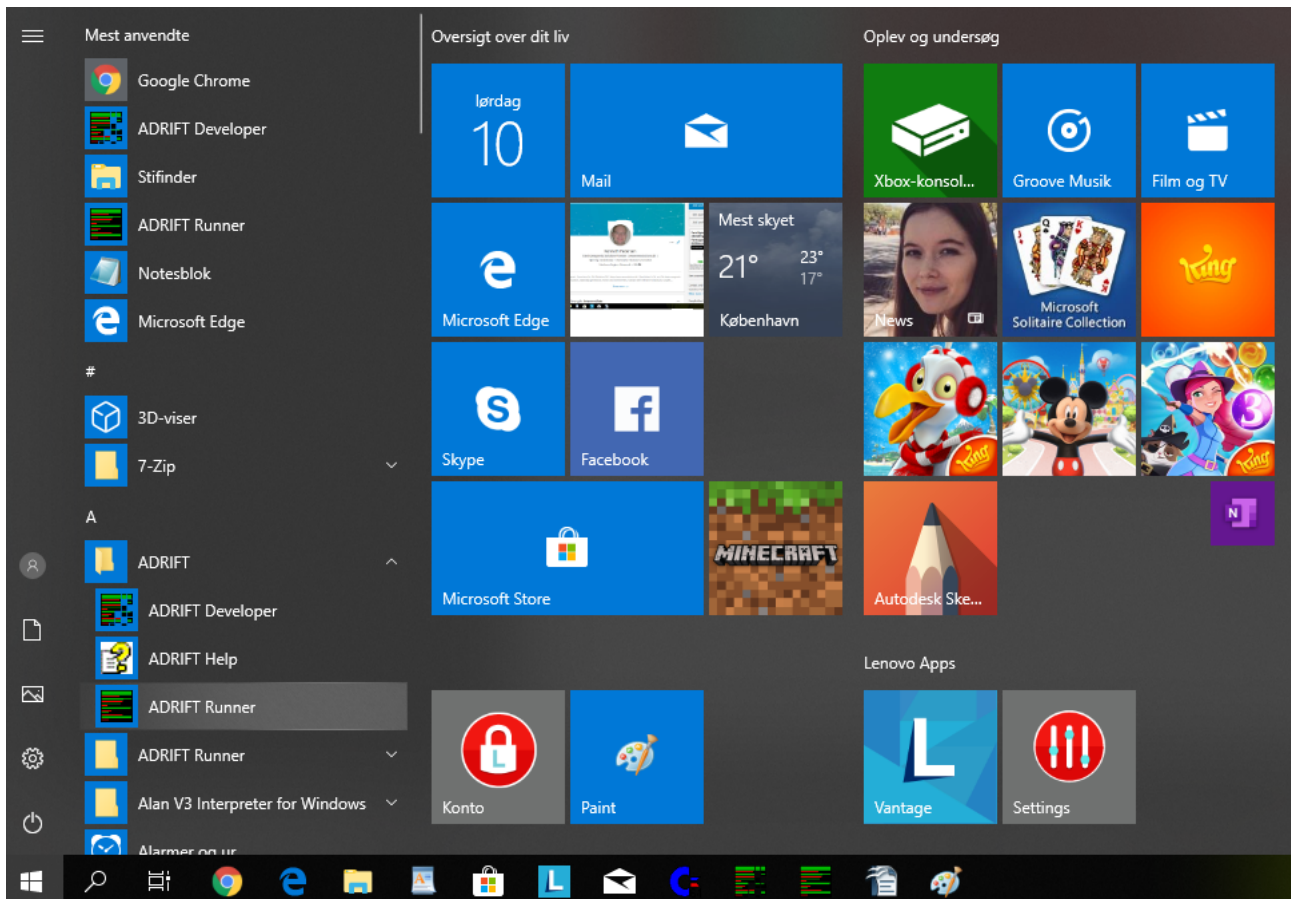 Mest anvendte
Google Chrome
ADRIFT Developer
Stifinder
ADRIFT Runner
Notesblok
Microsoft Edge
#
3D-viser
7-Zip
A
ADRIFT
ADRIFT Developer
ADRIFT Help
ADRIFT Runner
ADRIFT Runner
Alan V3 Interpreter for Windows
Alarmer og ur
Oversigt over dit liv
lørdag
10
Mail
Microsoft Edge
Mest skyet
21°
23°
17°
København
Skype
Facebook
Microsoft Store
MINECRAFT
Konto
Paint
Oplev og undersøg
Xbox-konsol...
Groove Musik
Film og TV
News
Microsoft
Solitaire Collection
King
King
3
King
Autodesk Ske...
N
Lenovo Apps
L
Vantage
Settings